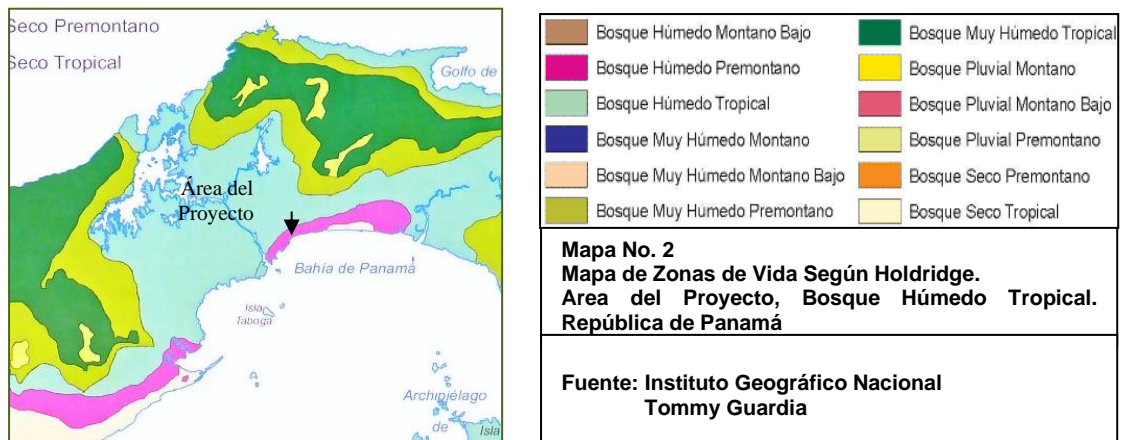 Seco Premontano
Seco Tropical
Golfo de
Área del
Proyecto
Bahía de Panamá
Isla
Taboga
Archipiélago
de
Isla
Bosque Húmedo Montano Bajo
Bosque Húmedo Premontano
Bosque Húmedo Tropical
Bosque Muy Húmedo Montano
Bosque Muy Húmedo Montano Bajo
Bosque Muy Húmedo Premontano
Bosque Muy Húmedo Tropical
Bosque Pluvial Montano
Bosque Pluvial Montano Bajo
Bosque Pluvial Premontano
Bosque Seco Premontano
Bosque Seco Tropical
Mapa No. 2
Mapa de Zonas de Vida Según Holdridge.
Area del Proyecto, Bosque Húmedo Tropical.
República de Panamá
Fuente: Instituto Geográfico Nacional
Tommy Guardia